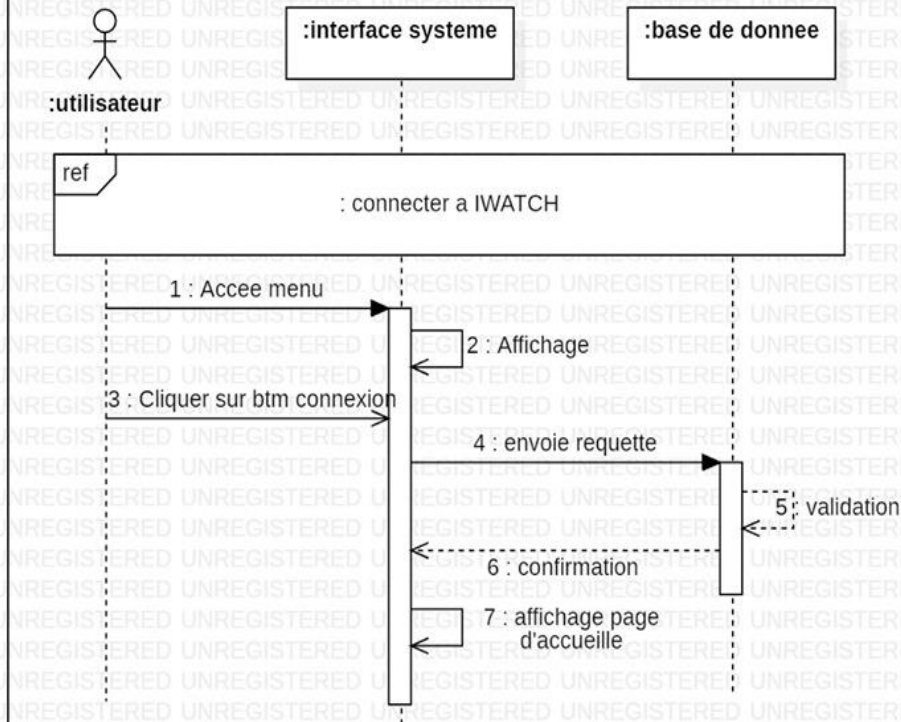 :interface systeme
:base de donnee
:utilisateur
ref
: connecter a IWATCH
1 : Accee menu
2 : Affichage
3 : Cliquer sur btm connexion
4 : envoie requette
5 : validation
6 : confirmation
7 : affichage page
d'accueille
UNREGISTERED